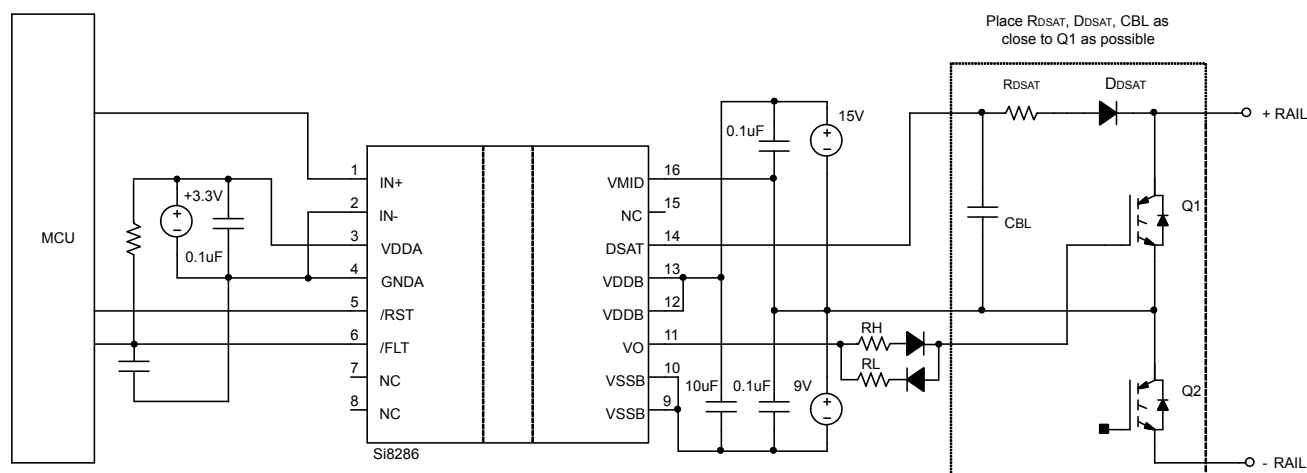 Place RDSAT, DDSAT, CBL as
close to Q1 as possible
RDSAT
DDSAT
+ RAIL
0.1uF
15V
MCU
+3.3V
0.1uF
1
IN+
2
IN-
3
VDDA
4
GNDA
5
/RST
6
/FLT
7
NC
8
NC
VMID
16
NC
15
DSAT
14
VDDB
13
VDDB
12
VO
11
VSSB
10
VSSB
9
Si8286
CBL
Q1
RH
RL
10uF
0.1uF
9V
Q2
- RAIL